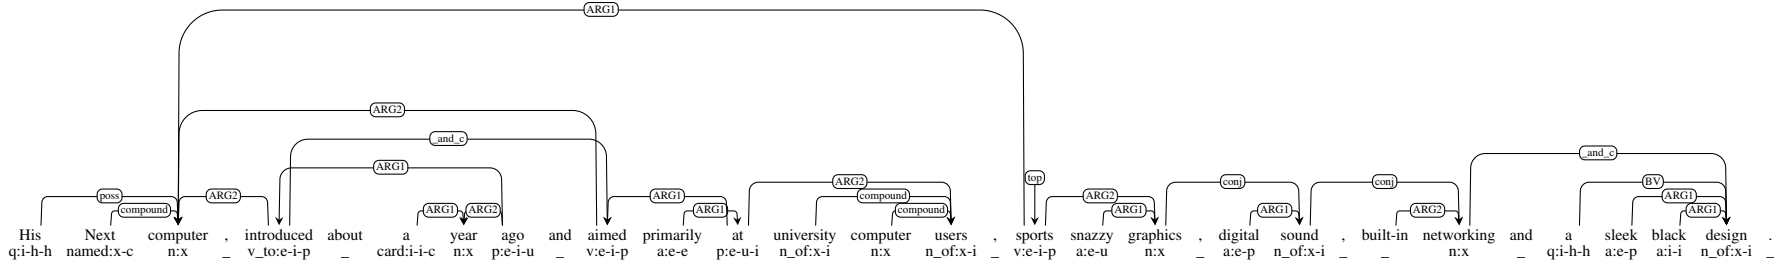 ARG1
ARG2
_and_c
ARG1 _and_c
top
poss ARG2 ARG1 ARG2 ARG2 conj conj BV
compound ARG1 ARG2 ARG1 compound compound ARG1 ARG1 ARG2 ARG1 ARG1
His Next computer , introduced about a year ago and aimed primarily at university computer users , sports snazzy graphics , digital sound , built-in networking and a sleek black design .
q:i-h-h named:x-c n:x _ v_to:e-i-p _ card:i-i-c n:x p:e-i-u _ v:e-i-p a:e-e p:e-u-i n_of:x-i n:x n_of:x-i _ v:e-i-p a:e-u n:x _ a:e-p n_of:x-i _ _ n:x _ q:i-h-h a:e-p a:i-i n_of:x-i _